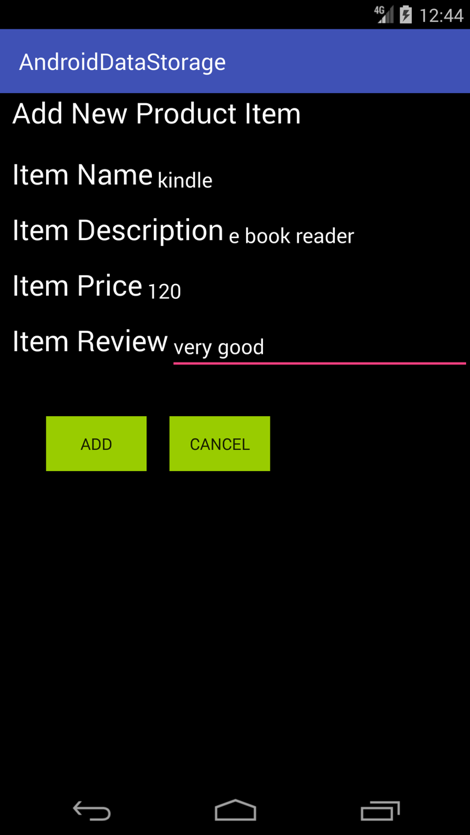 4G 12:44
AndroidDataStorage
Add New Product Item
Item Name kindle
Item Description e book reader
Item Price 120
Item Review very good
ADD CANCEL